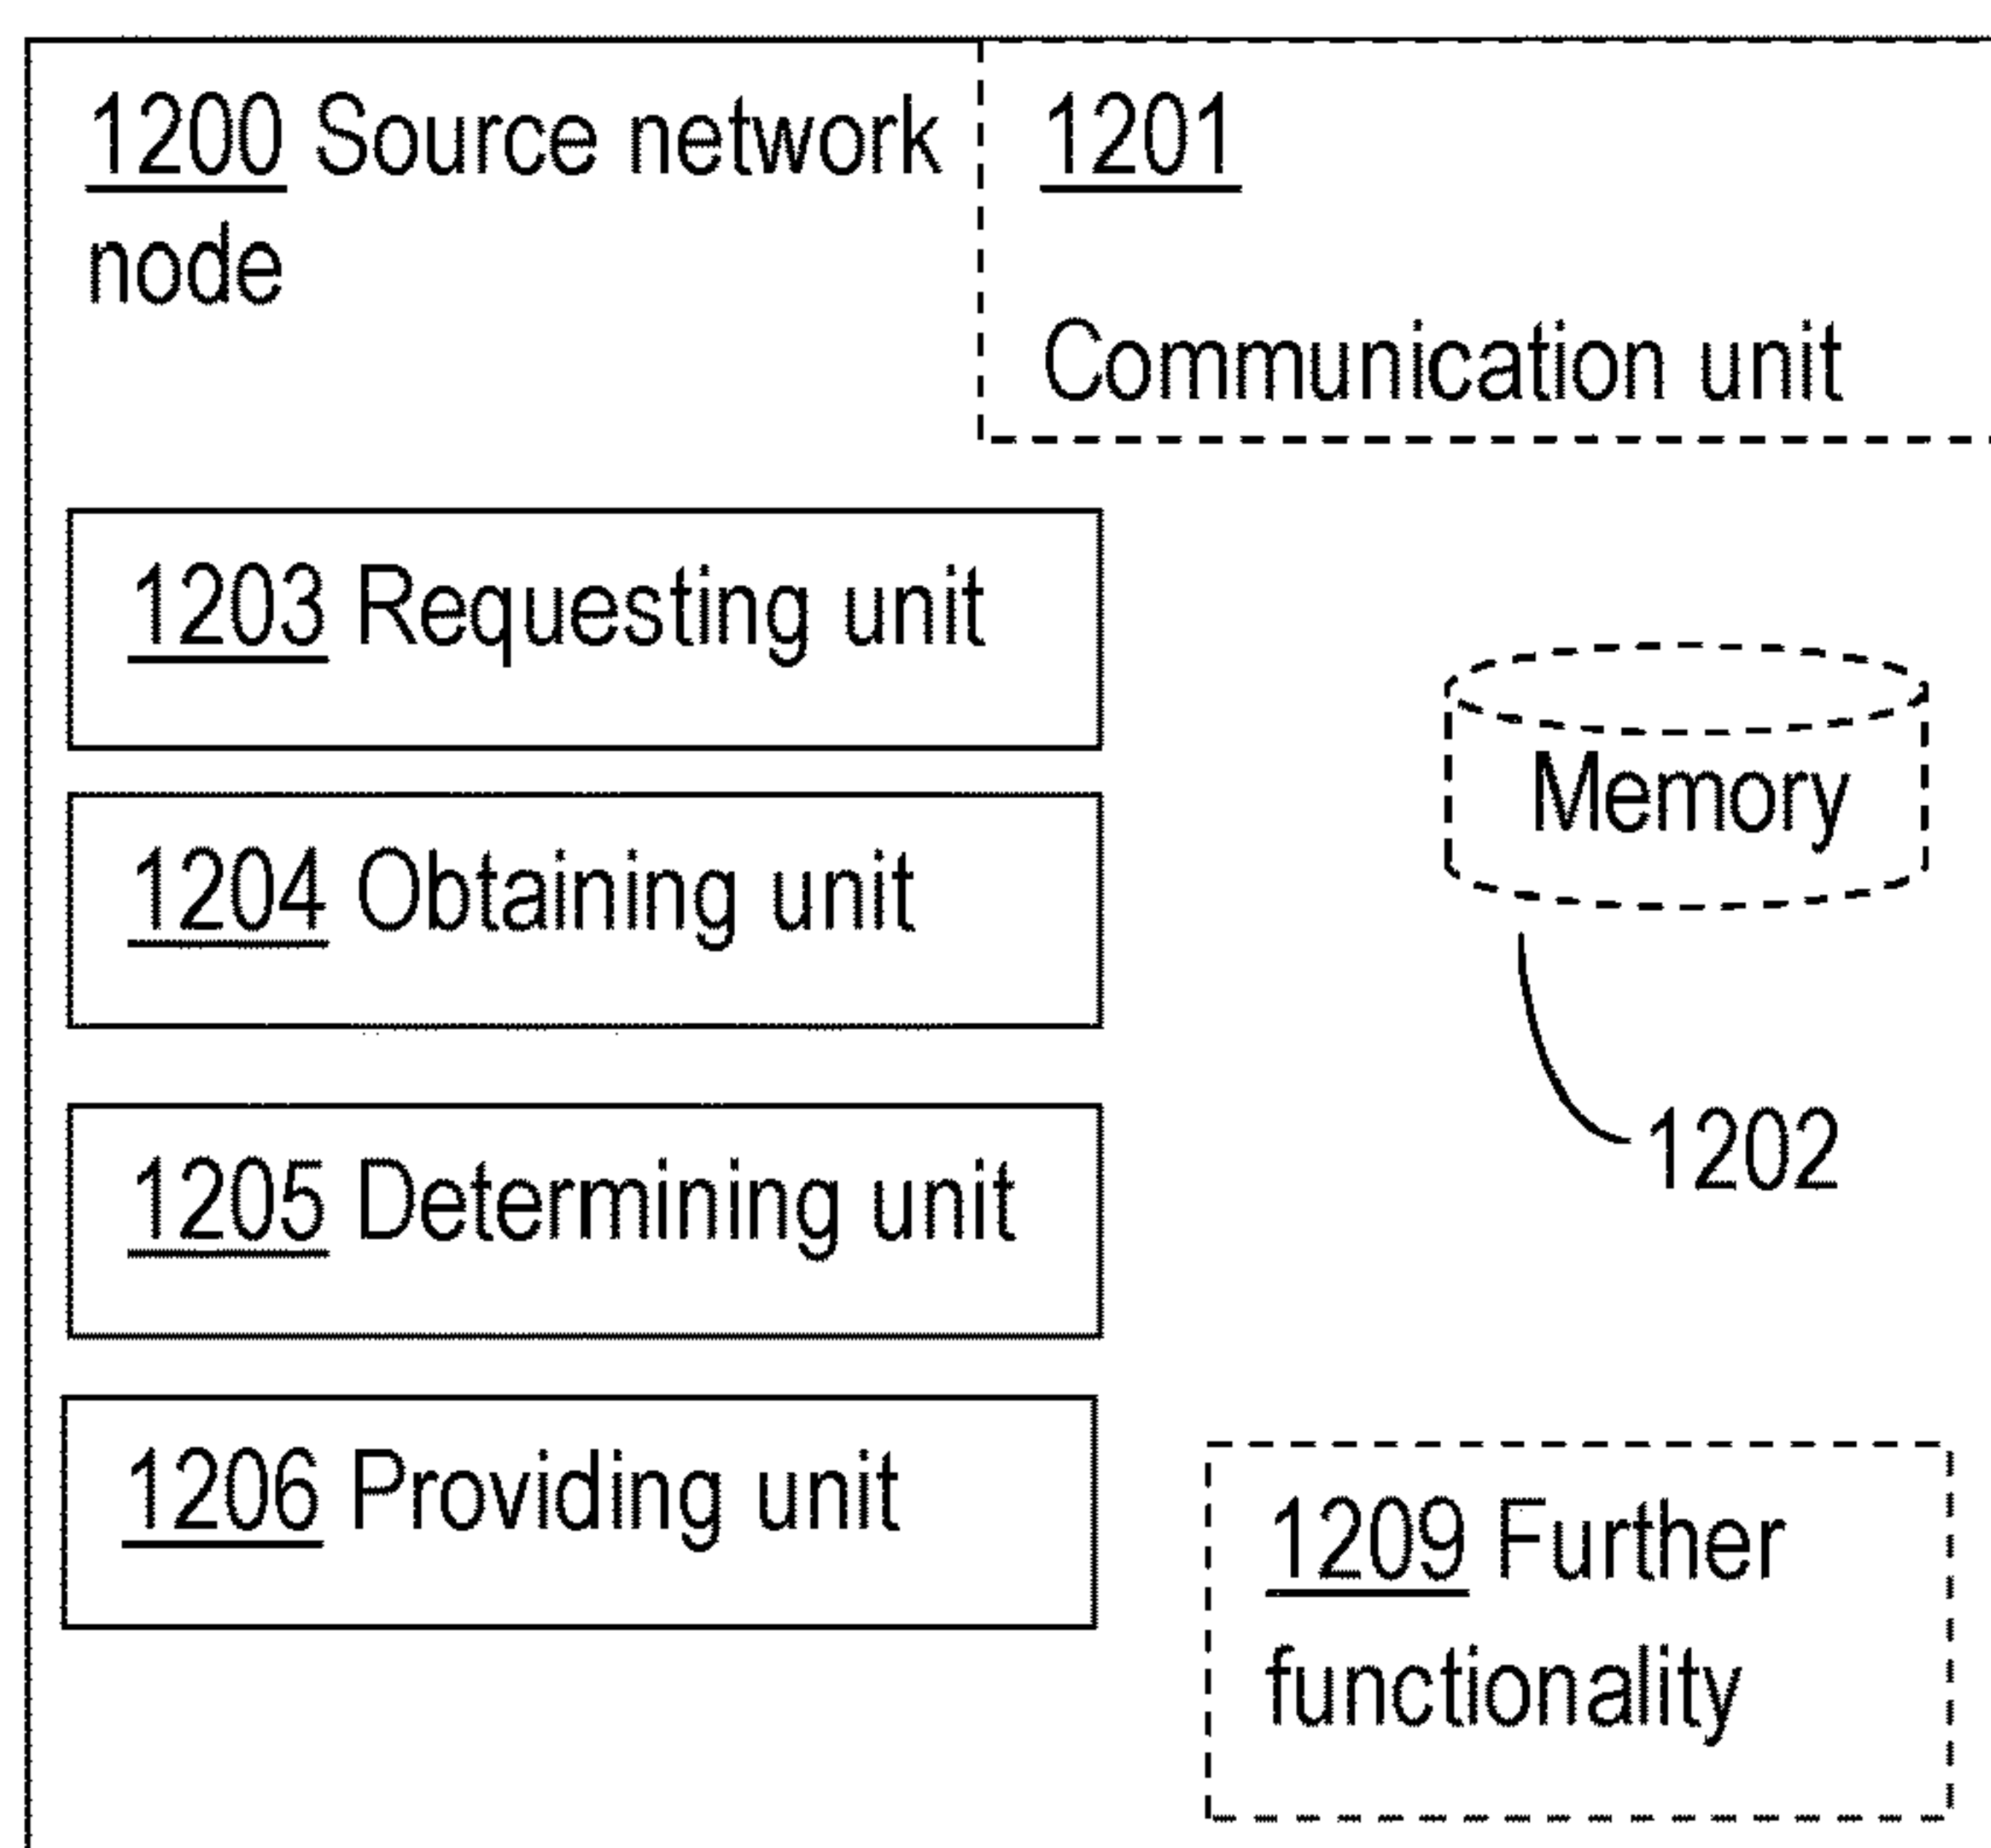 1200 Source network
node
1201
Communication unit
1203 Requesting unit
Memory
1204 Obtaining unit
1202
1205 Determining unit
1206 Providing unit
1209 Further
functionality